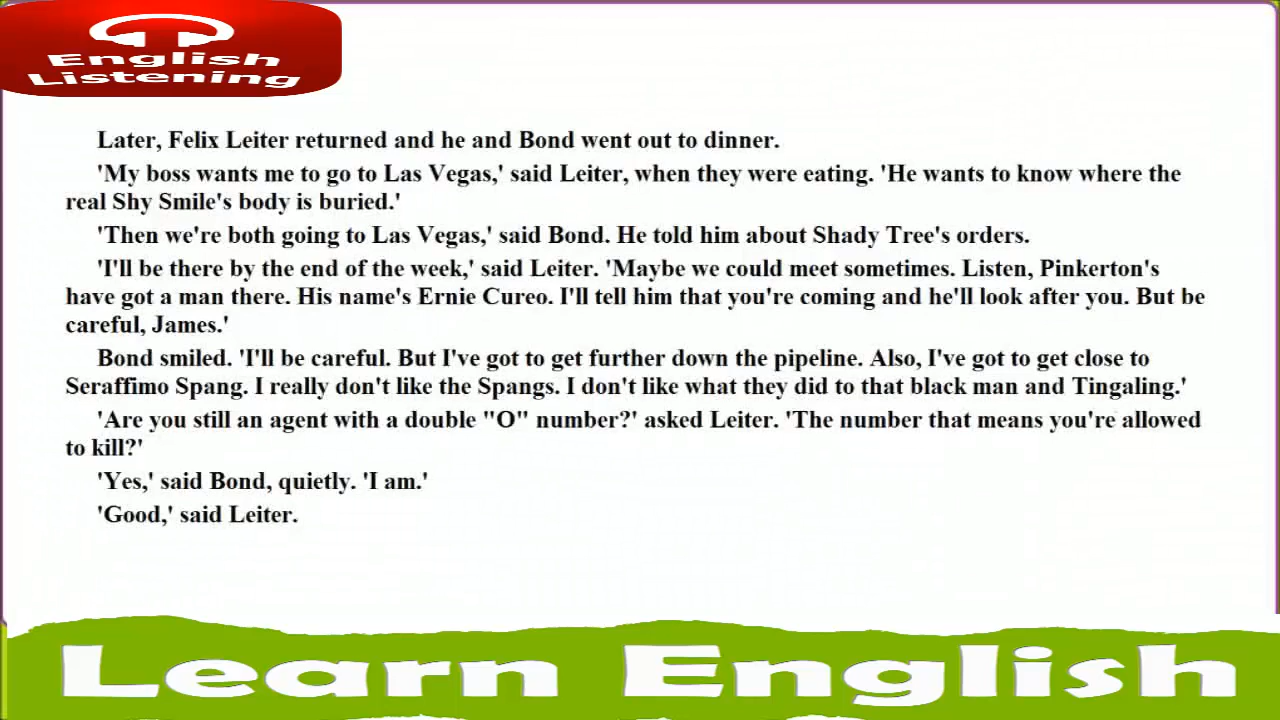 English
Listening
Later, Felix Leiter returned and he and Bond went out to dinner.
'My boss wants me to go to Las Vegas,' said Leiter, when they were eating. 'He wants to know where the
real Shy Smile's body is buried.'
'Then we're both going to Las Vegas,' said Bond. He told him about Shady Tree's orders.
'I'll be there by the end of the week,' said Leiter. 'Maybe we could meet sometimes. Listen, Pinkerton's
have got a man there. His name's Ernie Cureo. I'll tell him that you're coming and he'll look after you. But be
careful, James.'
Bond smiled. 'I'll be careful. But I've got to get further down the pipeline. Also, I've got to get close to
Seraffimo Spang. I really don't like the Spangs. I don't like what they did to that black man and Tingaling.'
'Are you still an agent with a double "O" number?' asked Leiter. 'The number that means you're allowed
to kill?'
'Yes,' said Bond, quietly. 'I am.'
'Good,' said Leiter.
Learn English